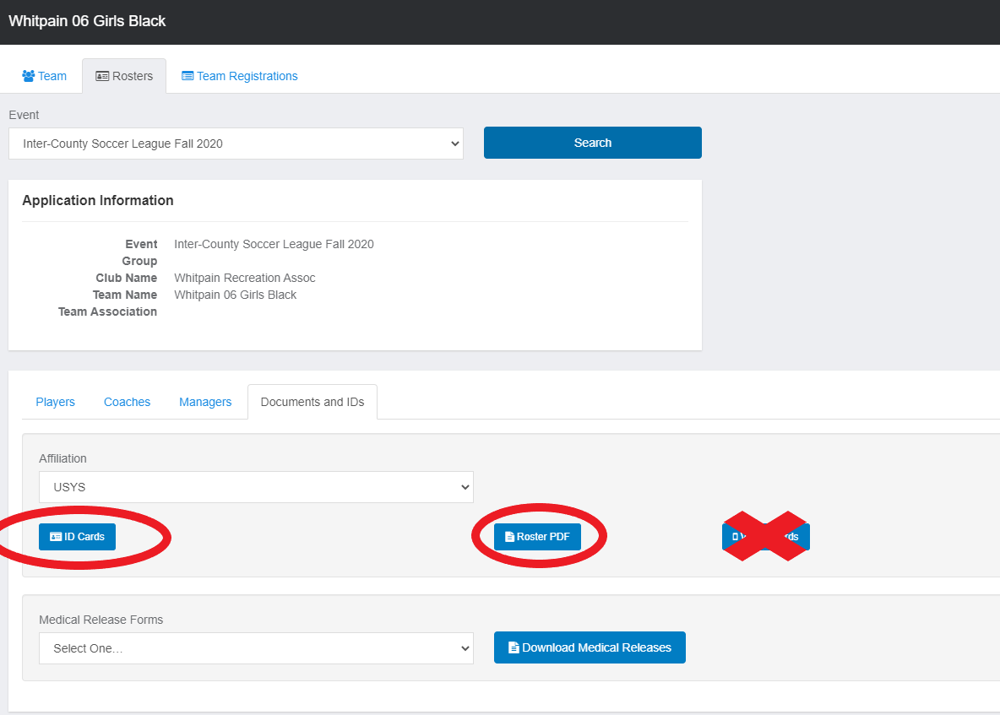 Whitpain 06 Girls Black
Team Rosters Team Registrations
Event
Inter-County Soccer League Fall 2020 Search
Application Information
Event Inter-County Soccer League Fall 2020
Group
Club Name Whitpain Recreation Assoc
Team Name Whitpain 06 Girls Black
Team Association
Players Coaches Managers Documents and IDs
Affiliation
USYS
ID Cards Roster PDF
Medical Release Forms
Select One... Download Medical Releases